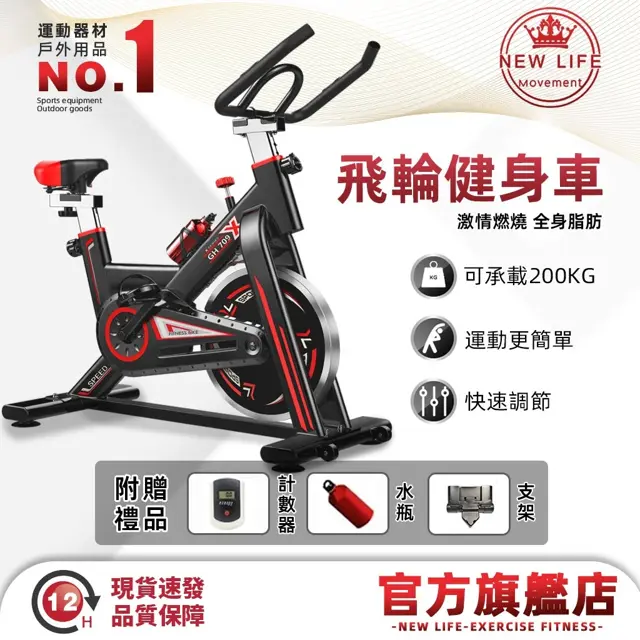 運動器材
戶外用品
NO.1
Sports equipment
Outdoor goods
NEW LIFE
Movement
飛輪健身車
激情燃燒 全身脂肪
KG
可承載200KG
運動更簡單
快速調節
GH 709
X
FITNESS BIKE
SPEED
附贈
禮品
計數器
水瓶
支架
12
H
現貨速發
品質保障
官方旗艦店
-NEW LIFE-EXERCISE FITNESS-